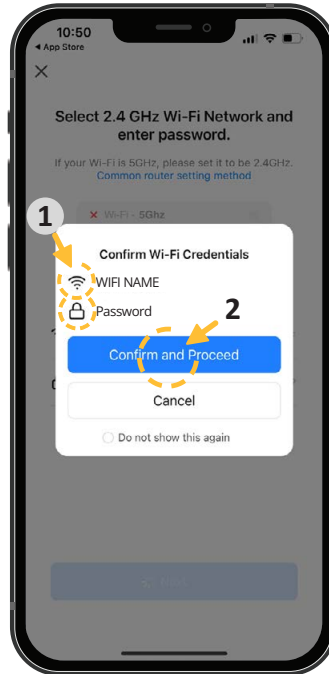 10:50
App Store
Select 2.4 GHz Wi-Fi Network and
enter password.
If your Wi-Fi is 5GHz, please set it to be 2.4GHz.
Common router setting method
Wi-Fi - 5Ghz
1
Confirm Wi-Fi Credentials
WIFI NAME
Password
2
Confirm and Proceed
Cancel
Do not show this again